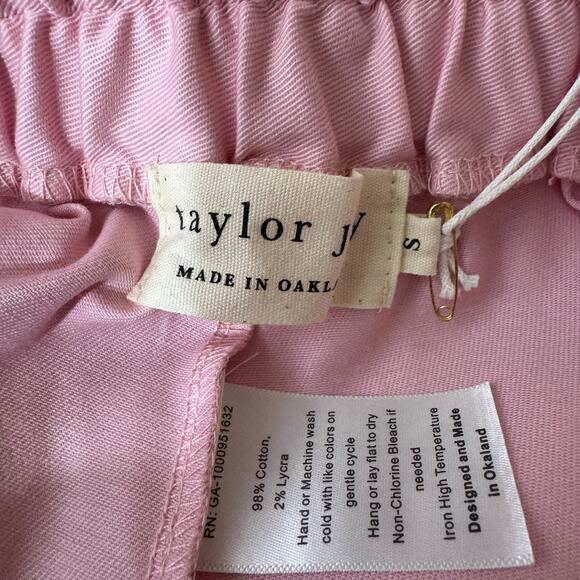 taylor j
MADE IN OAKL
S
RN: GA-1000951632
98% Cotton,
2% Lycra
Hand or Machine wash
cold with like colors on
gentle cycle
Hang or lay flat to dry
Non-Chlorine Bleach if
needed
Iron High Temperature
Designed and Made
In Okaland